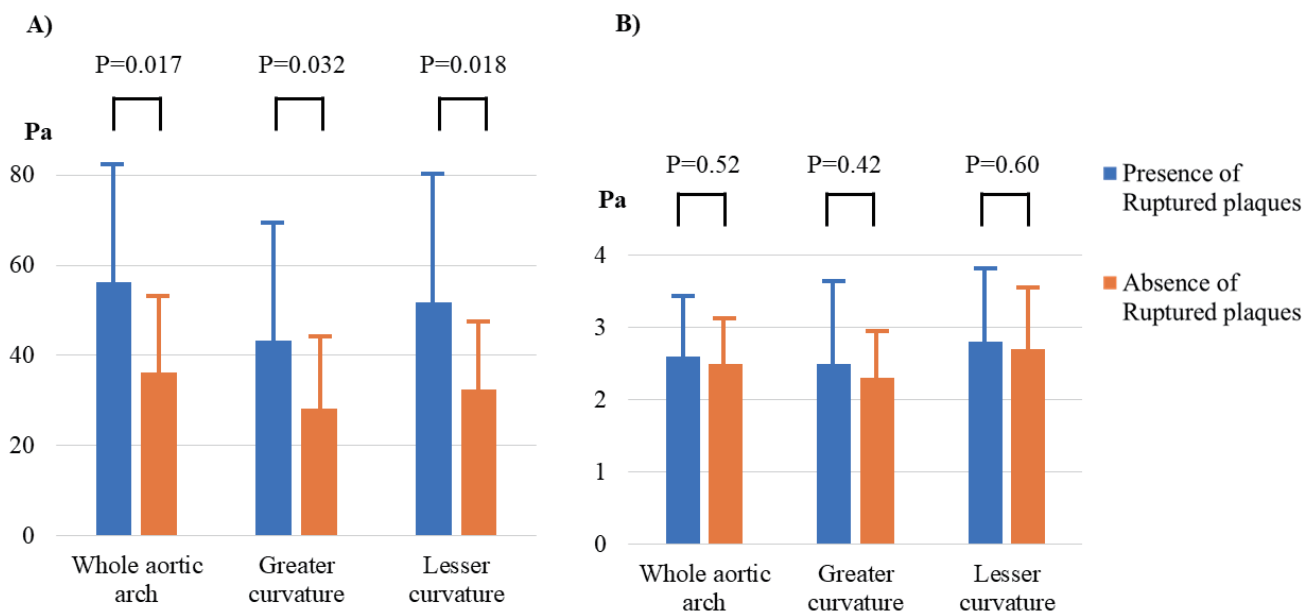 A)
P=0.017 P=0.032 P=0.018
Pa
80
60
40
20
0
Whole aortic arch
Greater curvature
Lesser curvature
B)
P=0.52 P=0.42 P=0.60
Pa
4
3
2
1
0
Whole aortic arch
Greater curvature
Lesser curvature
Presence of
Ruptured plaques
Absence of
Ruptured plaques